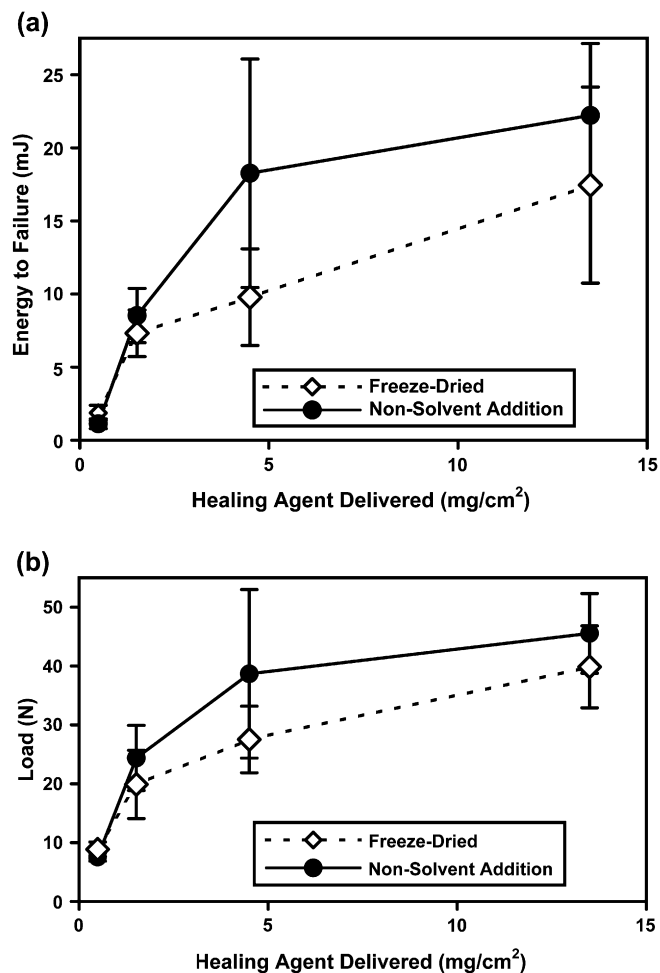 (a)
Energy to Failure (mJ)
25
20
15
10
5
0
Freeze-Dried
Non-Solvent Addition
0 5 10 15
Healing Agent Delivered (mg/cm²)
(b)
Load (N)
50
40
30
20
10
0
Freeze-Dried
Non-Solvent Addition
0 5 10 15
Healing Agent Delivered (mg/cm²)